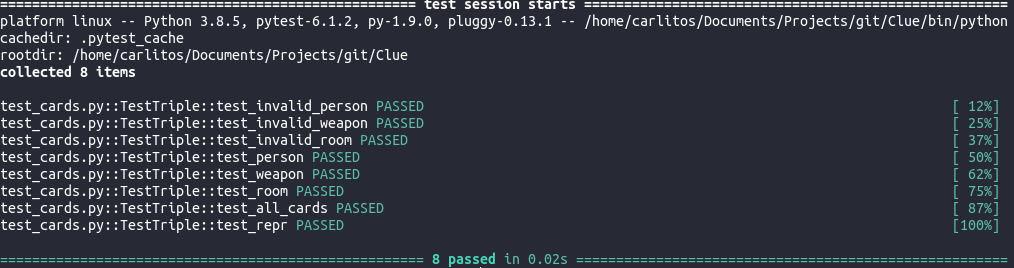 ==================================================== test session starts =====================================================
platform linux -- Python 3.8.5, pytest-6.1.2, py-1.9.0, pluggy-0.13.1 -- /home/carlitos/Documents/Projects/git/Clue/bin/python
cachedir: .pytest_cache
rootdir: /home/carlitos/Documents/Projects/git/Clue
collected 8 items
test_cards.py::TestTriple::test_invalid_person PASSED [ 12%]
test_cards.py::TestTriple::test_invalid_weapon PASSED [ 25%]
test_cards.py::TestTriple::test_invalid_room PASSED [ 37%]
test_cards.py::TestTriple::test_person PASSED [ 50%]
test_cards.py::TestTriple::test_weapon PASSED [ 62%]
test_cards.py::TestTriple::test_room PASSED [ 75%]
test_cards.py::TestTriple::test_all_cards PASSED [ 87%]
test_cards.py::TestTriple::test_repr PASSED [100%]
===================================================== 8 passed in 0.02s ======================================================